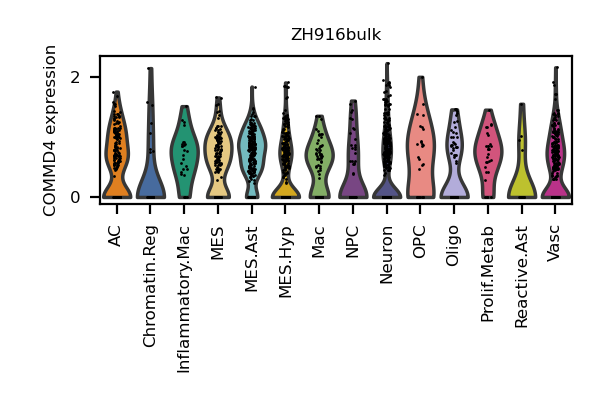 ZH916bulk
COMMD4 expression
2
0
AC
Chromatin.Reg
Inflammatory.Mac
MES
MES.Ast
MES.Hyp
Mac
NPC
Neuron
OPC
Oligo
Prolif.Metab
Reactive.Ast
Vasc